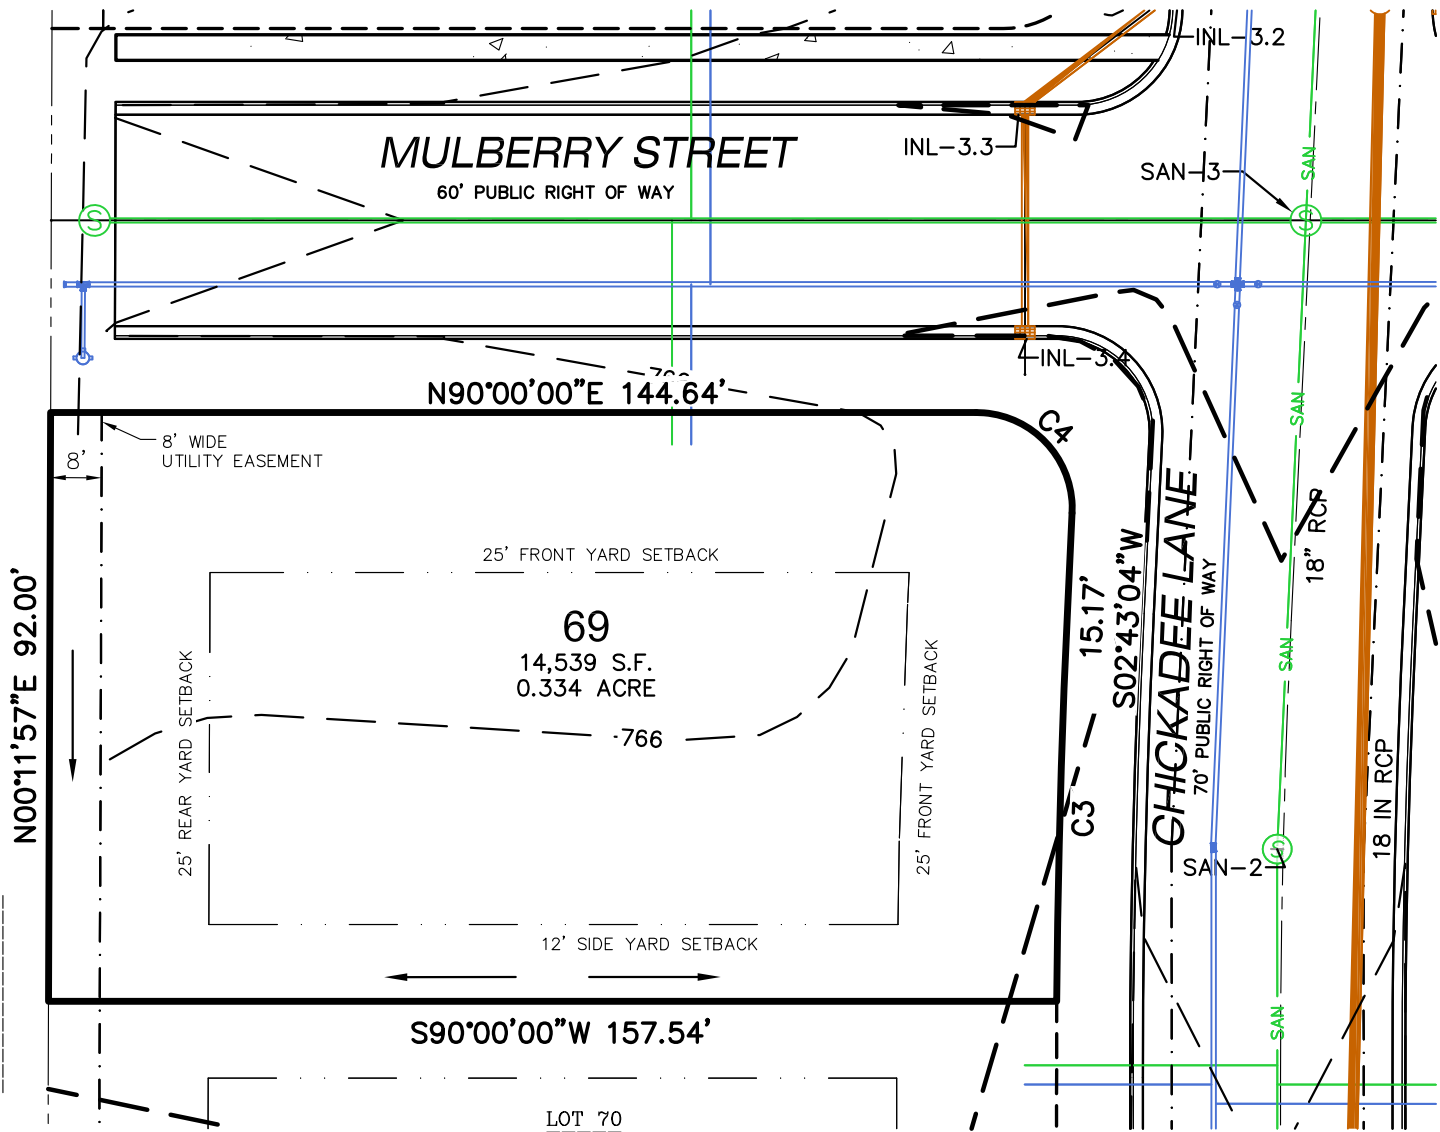 INL-3.2
MULBERRY STREET
60' PUBLIC RIGHT OF WAY
INL-3.3
SAN-3
SAN
S
S
INL-3.4
N90°00'00"E 144.64'
C4
8' WIDE
UTILITY EASEMENT
8'
SAN
18" RCP
25' FRONT YARD SETBACK
69
14,539 S.F.
0.334 ACRE
N00°11'57"E 92.00'
25' REAR YARD SETBACK
766
25' FRONT YARD SETBACK
15.17'
S02°43'04"W
CHICKADEE LANE
70' PUBLIC RIGHT OF WAY
SAN
C3
18 IN RCP
SAN-2
S
12' SIDE YARD SETBACK
S90°00'00"W 157.54'
SAN
LOT 70